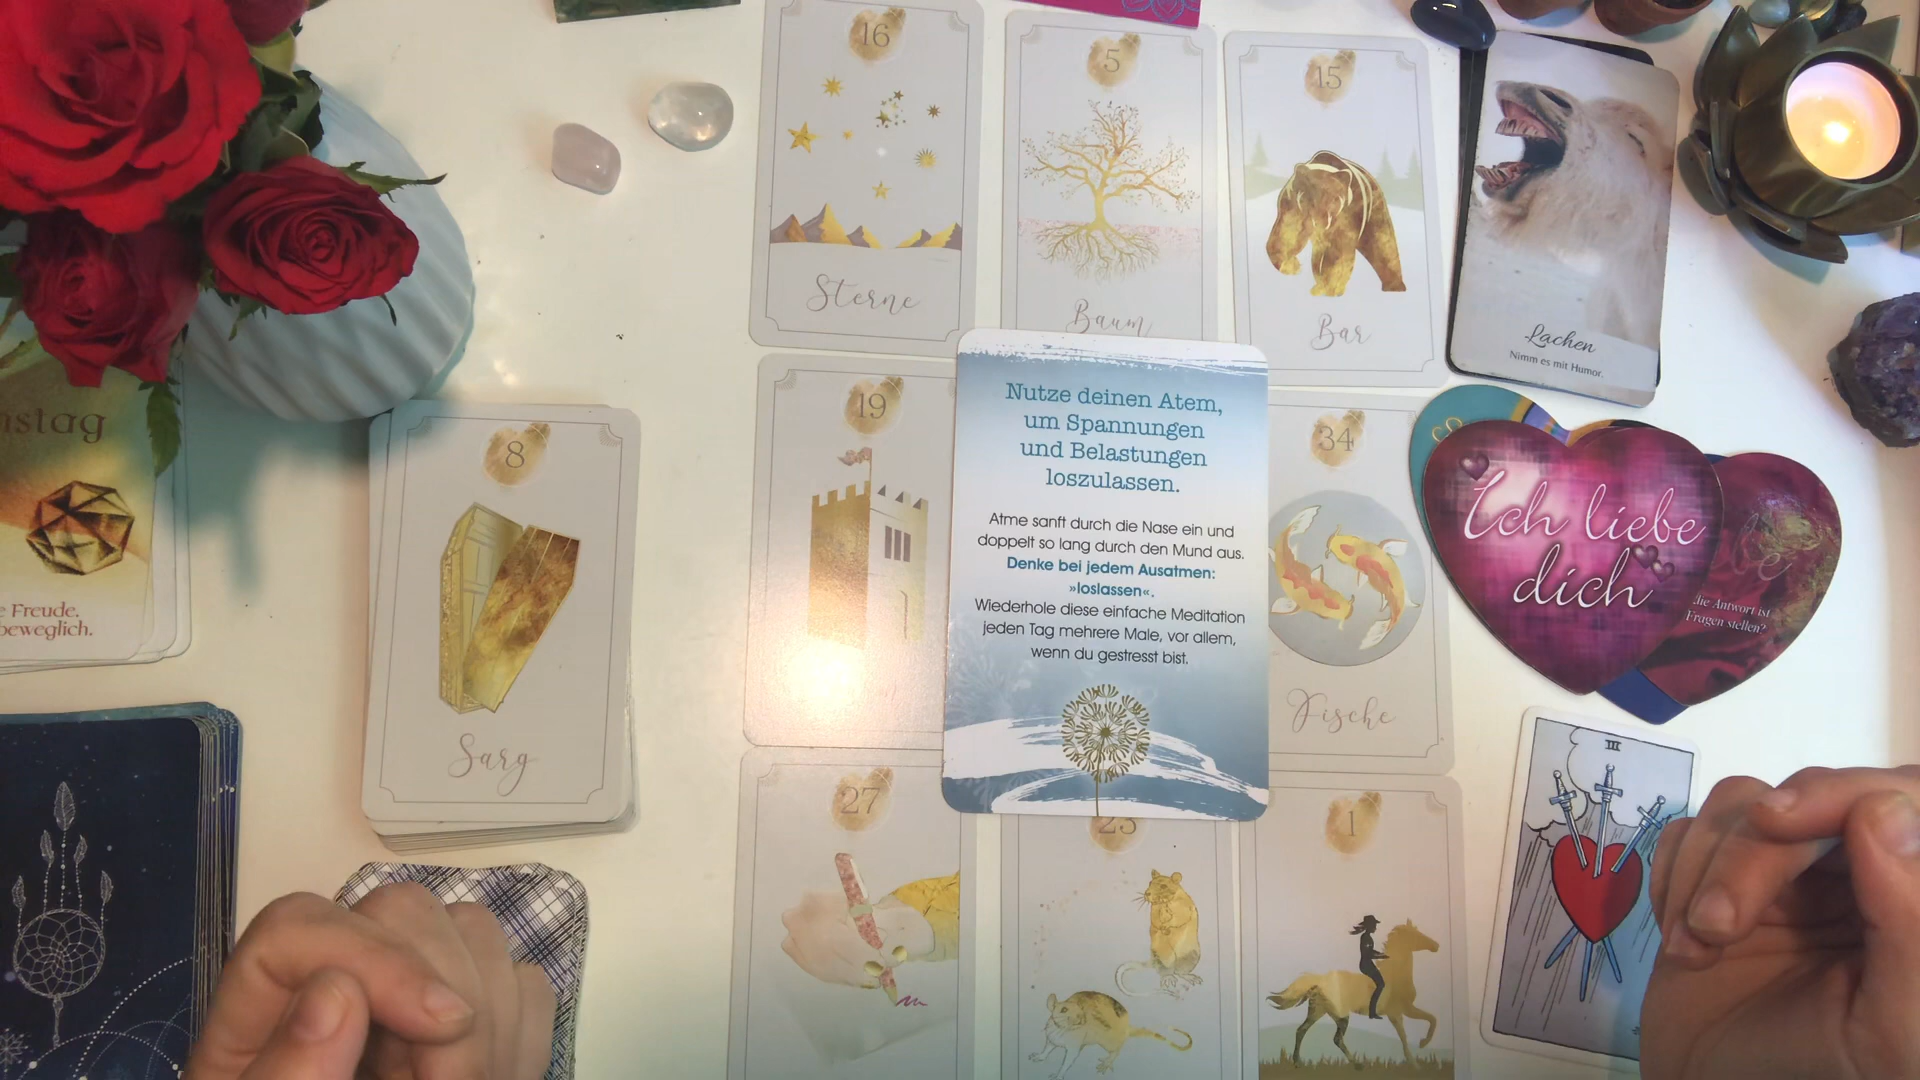 16
Sterne
5
Baum
15
Bär
Lachen
Nimm es mit Humor.
nstag
e Freude.
beweglich.
8
Sarg
19
Nutze deinen Atem,
um Spannungen
und Belastungen
loszulassen.
Atme sanft durch die Nase ein und
doppelt so lang durch den Mund aus.
Denke bei jedem Ausatmen:
»loslassen«.
Wiederhole diese einfache Meditation
jeden Tag mehrere Male, vor allem,
wenn du gestresst bist.
34
Fische
Ich liebe
dich
die Antwort ist
Fragen stellen?
27
23
1
III